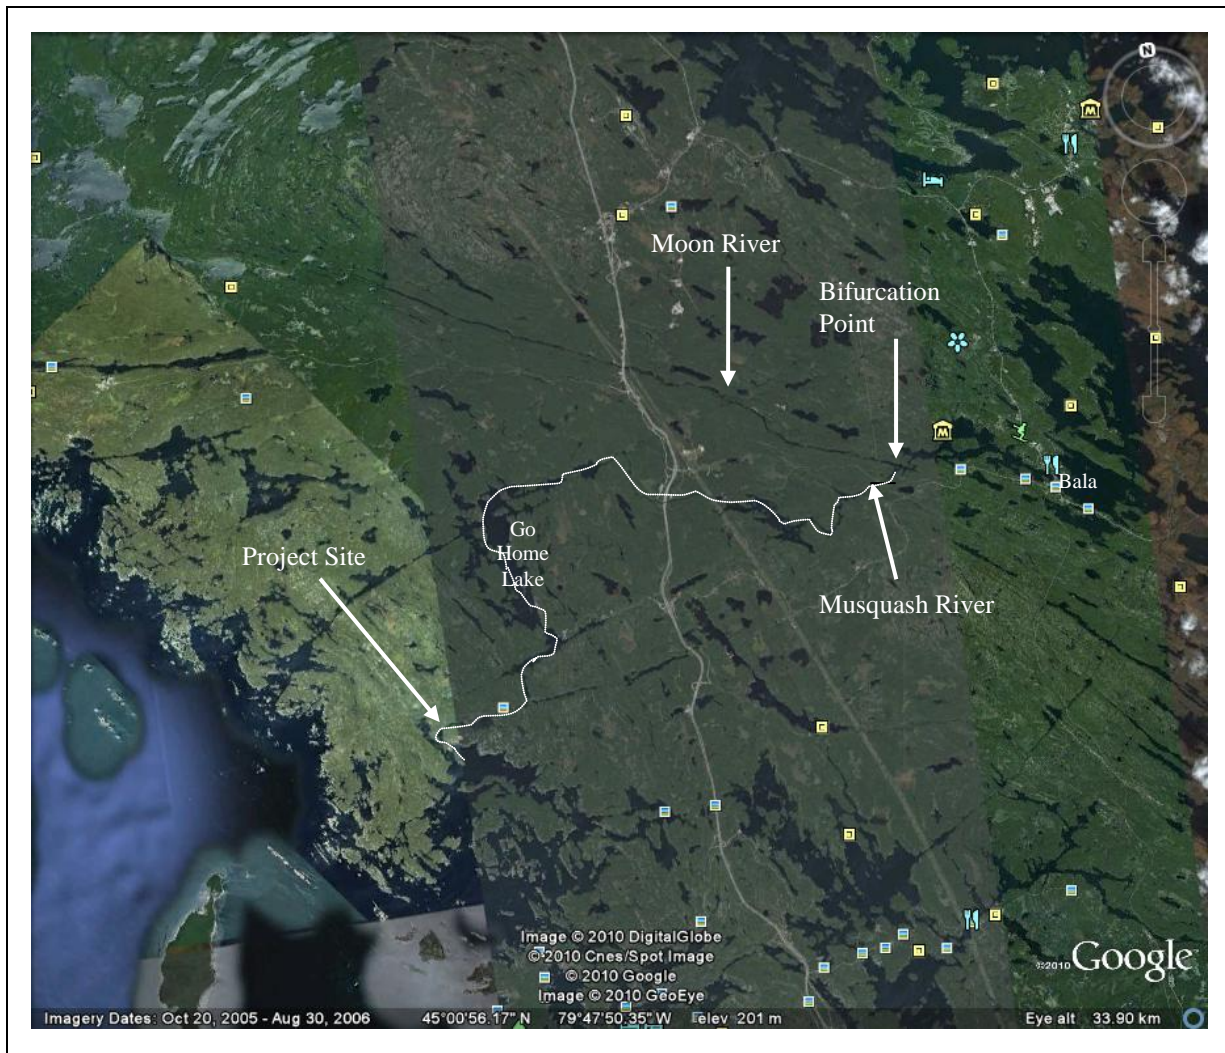 N
M
Moon River
Bifurcation
Point
M
Bala
Go
Home
Lake
Project Site
Musquash River
Image © 2010 DigitalGlobe
© 2010 Cnes/Spot Image
© 2010 Google
Image © 2010 GeoEye
©2010 Google
Imagery Dates: Oct 20, 2005 - Aug 30, 2006 45°00'56.17" N 79°47'50.35" W elev 201 m Eye alt 33.90 km